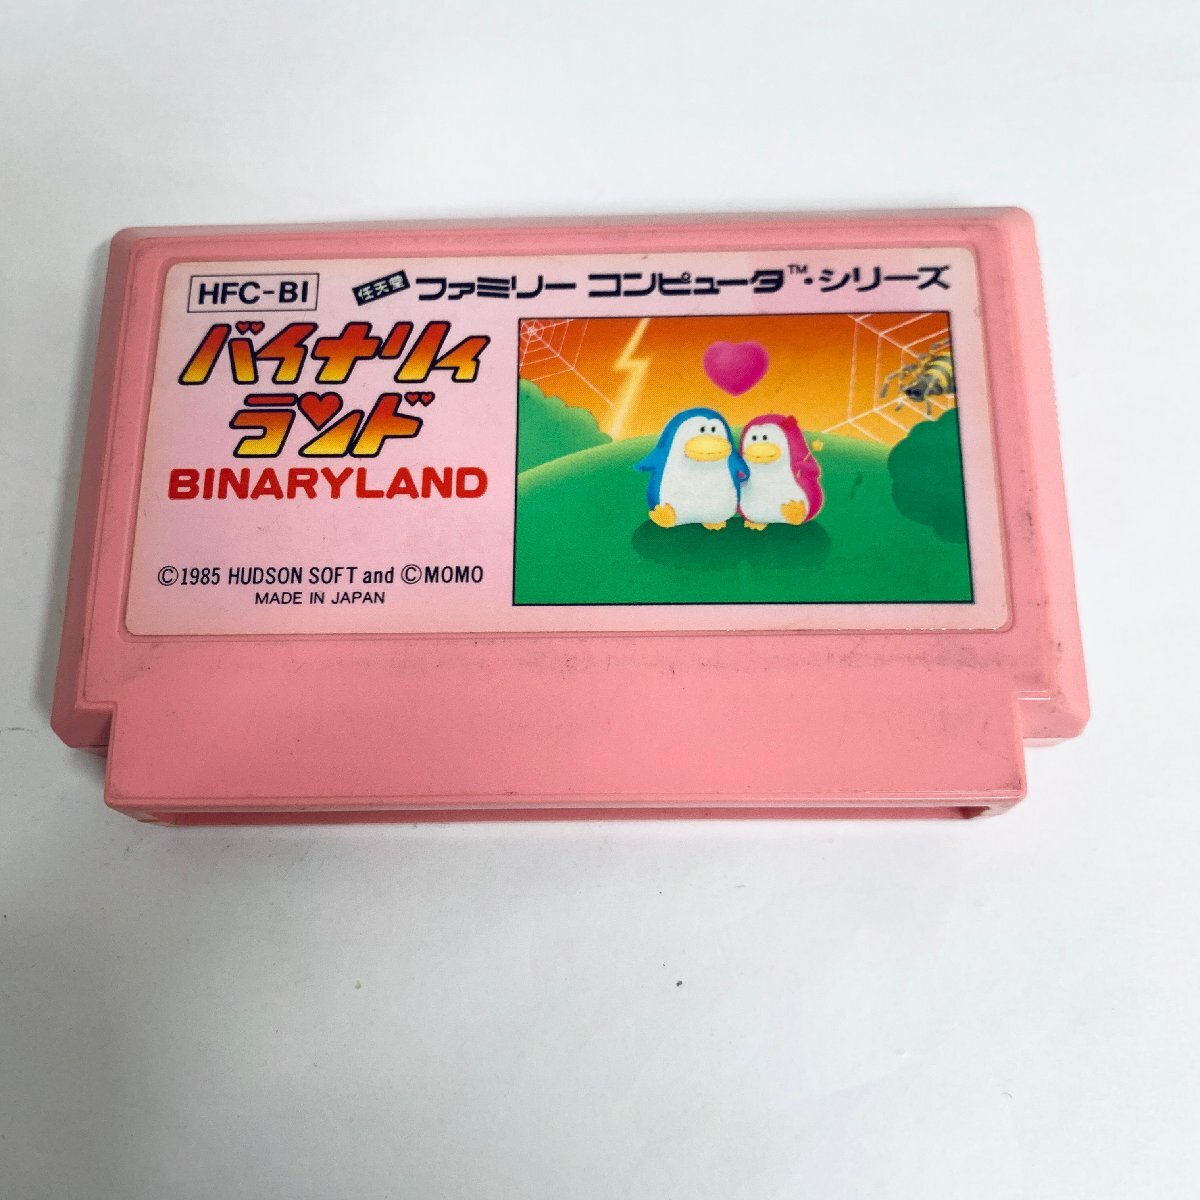 HFC-BI
任天堂 ファミリー コンピュータ™・シリーズ
バイナリィ
ランド
BINARYLAND
©1985 HUDSON SOFT and ©MOMO
MADE IN JAPAN